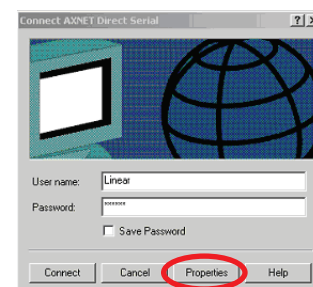 Connect AXNET Direct Serial
User name: Linear
Password: ******
Save Password
Connect Cancel Properties Help